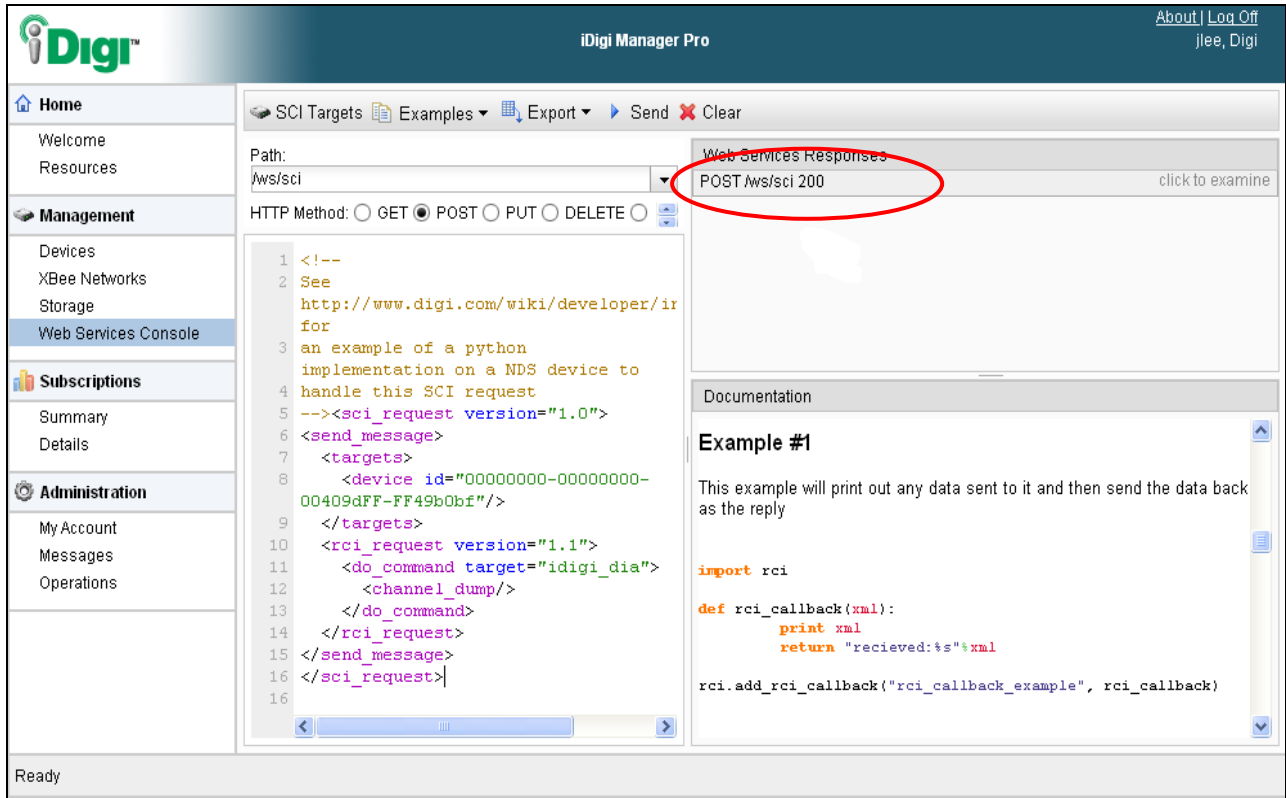 iDigi™
iDigi Manager Pro
About | Log Off
jlee, Digi
Home
Welcome
Resources
Management
Devices
XBee Networks
Storage
Web Services Console
Subscriptions
Summary
Details
Administration
My Account
Messages
Operations
SCI Targets Examples Export Send Clear
Path:
/ws/sci
HTTP Method: GET POST PUT DELETE
1 <!--
2 See
http://www.digi.com/wiki/developer/ir
for
3 an example of a python
implementation on a NDS device to
4 handle this SCI request
5 --><sci_request version="1.0">
6 <send_message>
7 <targets>
8 <device id="00000000-00000000-
00409dFF-FF49b0bf"/>
9 </targets>
10 <rci_request version="1.1">
11 <do_command target="idigi_dia">
12 <channel_dump/>
13 </do_command>
14 </rci_request>
15 </send_message>
16 </sci_request>
16
Web Services Responses
POST /ws/sci 200 click to examine
Documentation
Example #1
This example will print out any data sent to it and then send the data back
as the reply
import rci
def rci_callback(xml):
print xml
return "recieved:%s"%xml
rci.add_rci_callback("rci_callback_example", rci_callback)
Ready